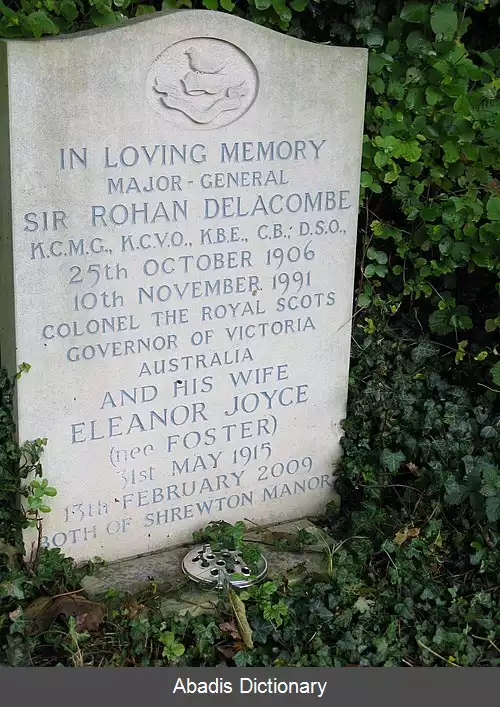 IN LOVING MEMORY
MAJOR-GENERAL
SIR ROHAN DELACOMBE
K.C.M.G., K.C.V.O., K.B.E., C.B., D.S.O.,
25th OCTOBER 1906
10th NOVEMBER 1991
COLONEL THE ROYAL SCOTS
GOVERNOR OF VICTORIA
AUSTRALIA
AND HIS WIFE
ELEANOR JOYCE
(nee FOSTER)
31st MAY 1915
13th FEBRUARY 2009
BOTH OF SHREWTON MANOR
Abadis Dictionary